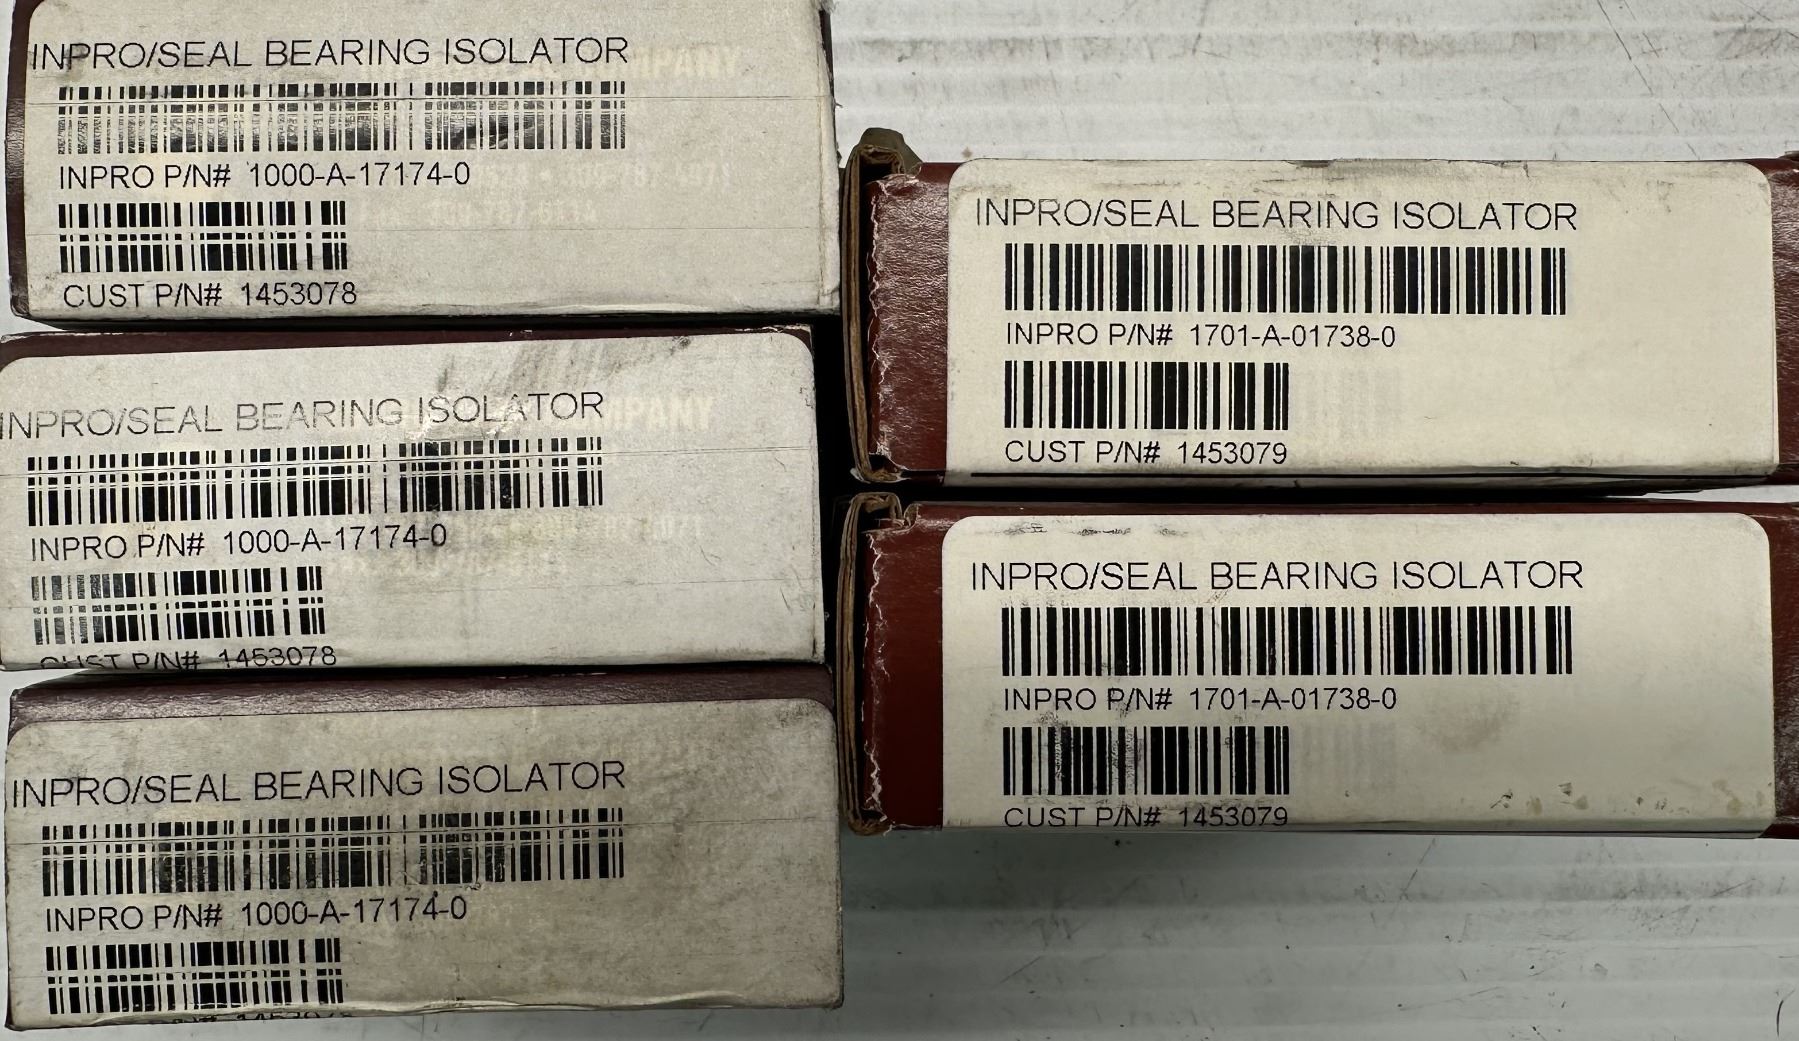 INPRO/SEAL BEARING ISOLATOR
INPRO P/N# 1000-A-17174-0
CUST P/N# 1453078
INPRO/SEAL BEARING ISOLATOR
INPRO P/N# 1000-A-17174-0
CUST P/N# 1453078
INPRO/SEAL BEARING ISOLATOR
INPRO P/N# 1000-A-17174-0
INPRO/SEAL BEARING ISOLATOR
INPRO P/N# 1701-A-01738-0
CUST P/N# 1453079
INPRO/SEAL BEARING ISOLATOR
INPRO P/N# 1701-A-01738-0
CUST P/N# 1453079